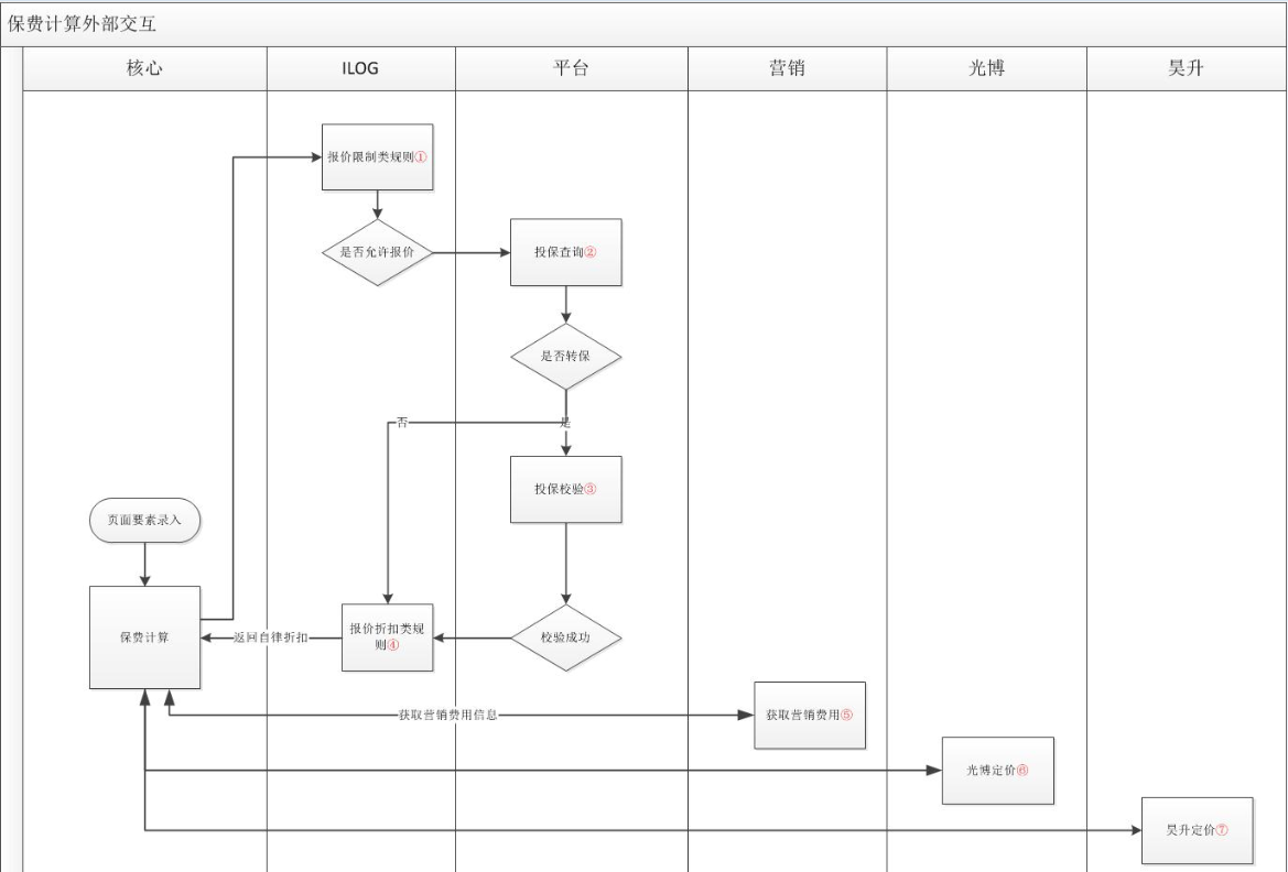 保费计算外部交互
核心
ILOG
平台
营销
光博
昊升
报价限制类规则①
是否允许报价
投保查询②
是否转保
否
是
投保校验③
页面要素录入
保费计算
返回自律折扣
报价折扣类规
则④
校验成功
获取营销费用信息
获取营销费用⑤
光博定价⑥
昊升定价⑦